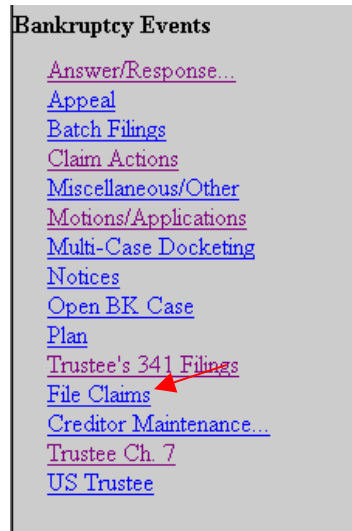 Bankruptcy Events
Answer/Response...
Appeal
Batch Filings
Claim Actions
Miscellaneous/Other
Motions/Applications
Multi-Case Docketing
Notices
Open BK Case
Plan
Trustee's 341 Filings
File Claims
Creditor Maintenance...
Trustee Ch. 7
US Trustee